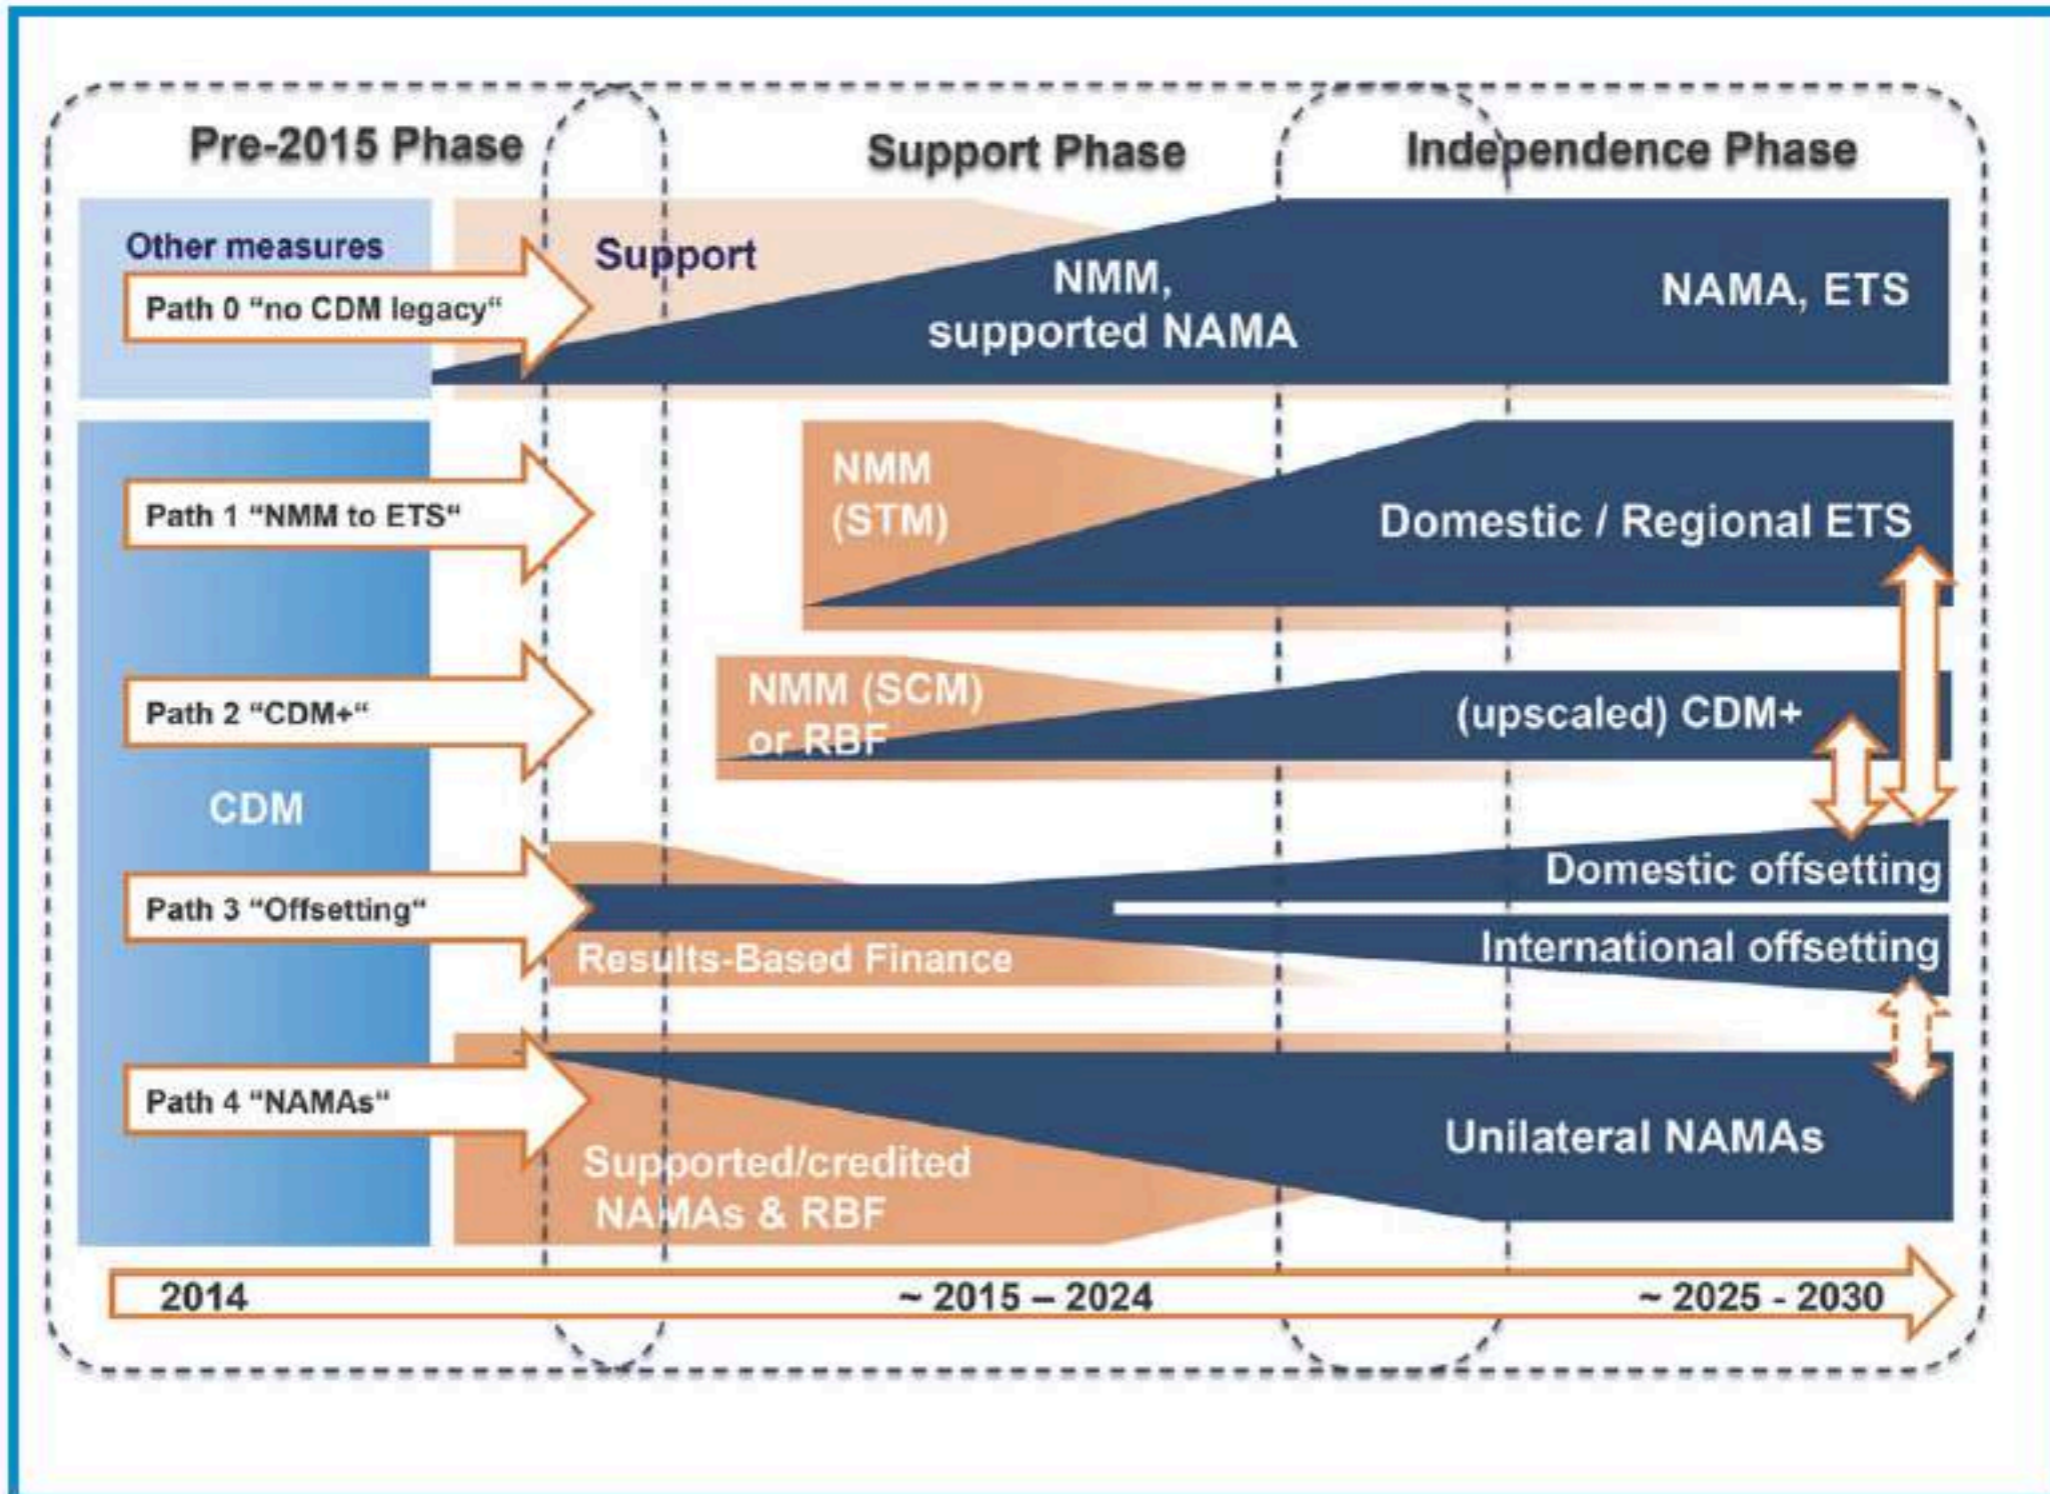 Pre-2015 Phase
Support Phase
Independence Phase
Other measures
Path 0 “no CDM legacy“
Support
NMM,
supported NAMA
NAMA, ETS
Path 1 “NMM to ETS“
NMM
(STM)
Domestic / Regional ETS
Path 2 “CDM+“
NMM (SCM)
or RBF
(upscaled) CDM+
CDM
Path 3 “Offsetting“
Results-Based Finance
Domestic offsetting
International offsetting
Path 4 “NAMAs“
Supported/credited
NAMAs & RBF
Unilateral NAMAs
2014
~ 2015 – 2024
~ 2025 - 2030